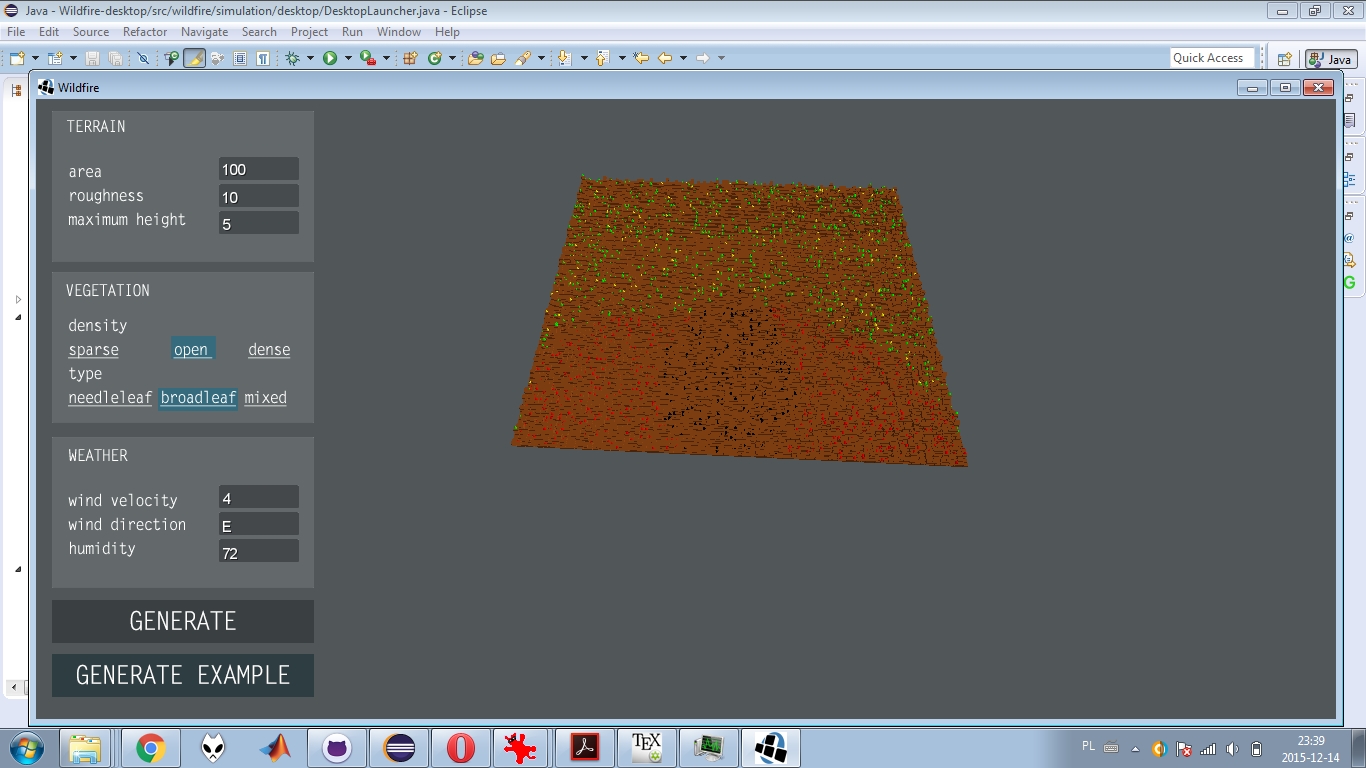 Java - Wildfire-desktop/src/wildfire/simulation/desktop/DesktopLauncher.java - Eclipse
File Edit Source Refactor Navigate Search Project Run Window Help
Quick Access
Java
Wildfire
TERRAIN
area 100
roughness 10
maximum height 5
VEGETATION
density
sparse open dense
type
needleleaf broadleaf mixed
WEATHER
wind velocity 4
wind direction E
humidity 72
GENERATE
GENERATE EXAMPLE
TEX
PL
23:39
2015-12-14